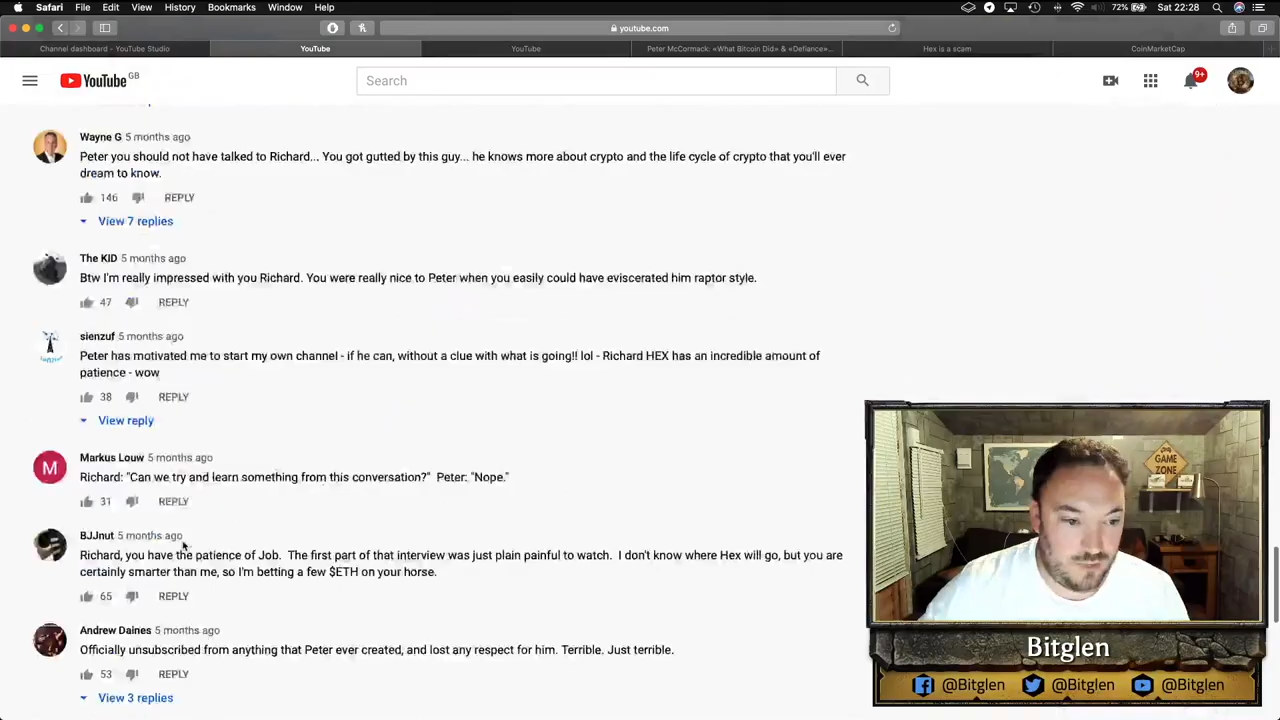 Safari File Edit View History Bookmarks Window Help 72% Sat 22:28
youtube.com
Channel dashboard - YouTube Studio YouTube YouTube Peter McCormack: «What Bitcoin Did» & «Defiance»... Hex is a scam CoinMarketCap
YouTube GB Search 9+
Wayne G 5 months ago
Peter you should not have talked to Richard... You got gutted by this guy... he knows more about crypto and the life cycle of crypto that you'll ever
dream to know.
146 REPLY
View 7 replies
The KID 5 months ago
Btw I'm really impressed with you Richard. You were really nice to Peter when you easily could have eviscerated him raptor style.
47 REPLY
sienzuf 5 months ago
Peter has motivated me to start my own channel - if he can, without a clue with what is going!! lol - Richard HEX has an incredible amount of
patience - wow
38 REPLY
View reply
Markus Louw 5 months ago
M
Richard: "Can we try and learn something from this conversation?" Peter: "Nope."
31 REPLY
BJJnut 5 months ago
Richard, you have the patience of Job. The first part of that interview was just plain painful to watch. I don't know where Hex will go, but you are
certainly smarter than me, so I'm betting a few $ETH on your horse.
65 REPLY
Andrew Daines 5 months ago
Officially unsubscribed from anything that Peter ever created, and lost any respect for him. Terrible. Just terrible.
53 REPLY
View 3 replies
GAME
ZONE
Bitglen
@Bitglen @Bitglen @Bitglen